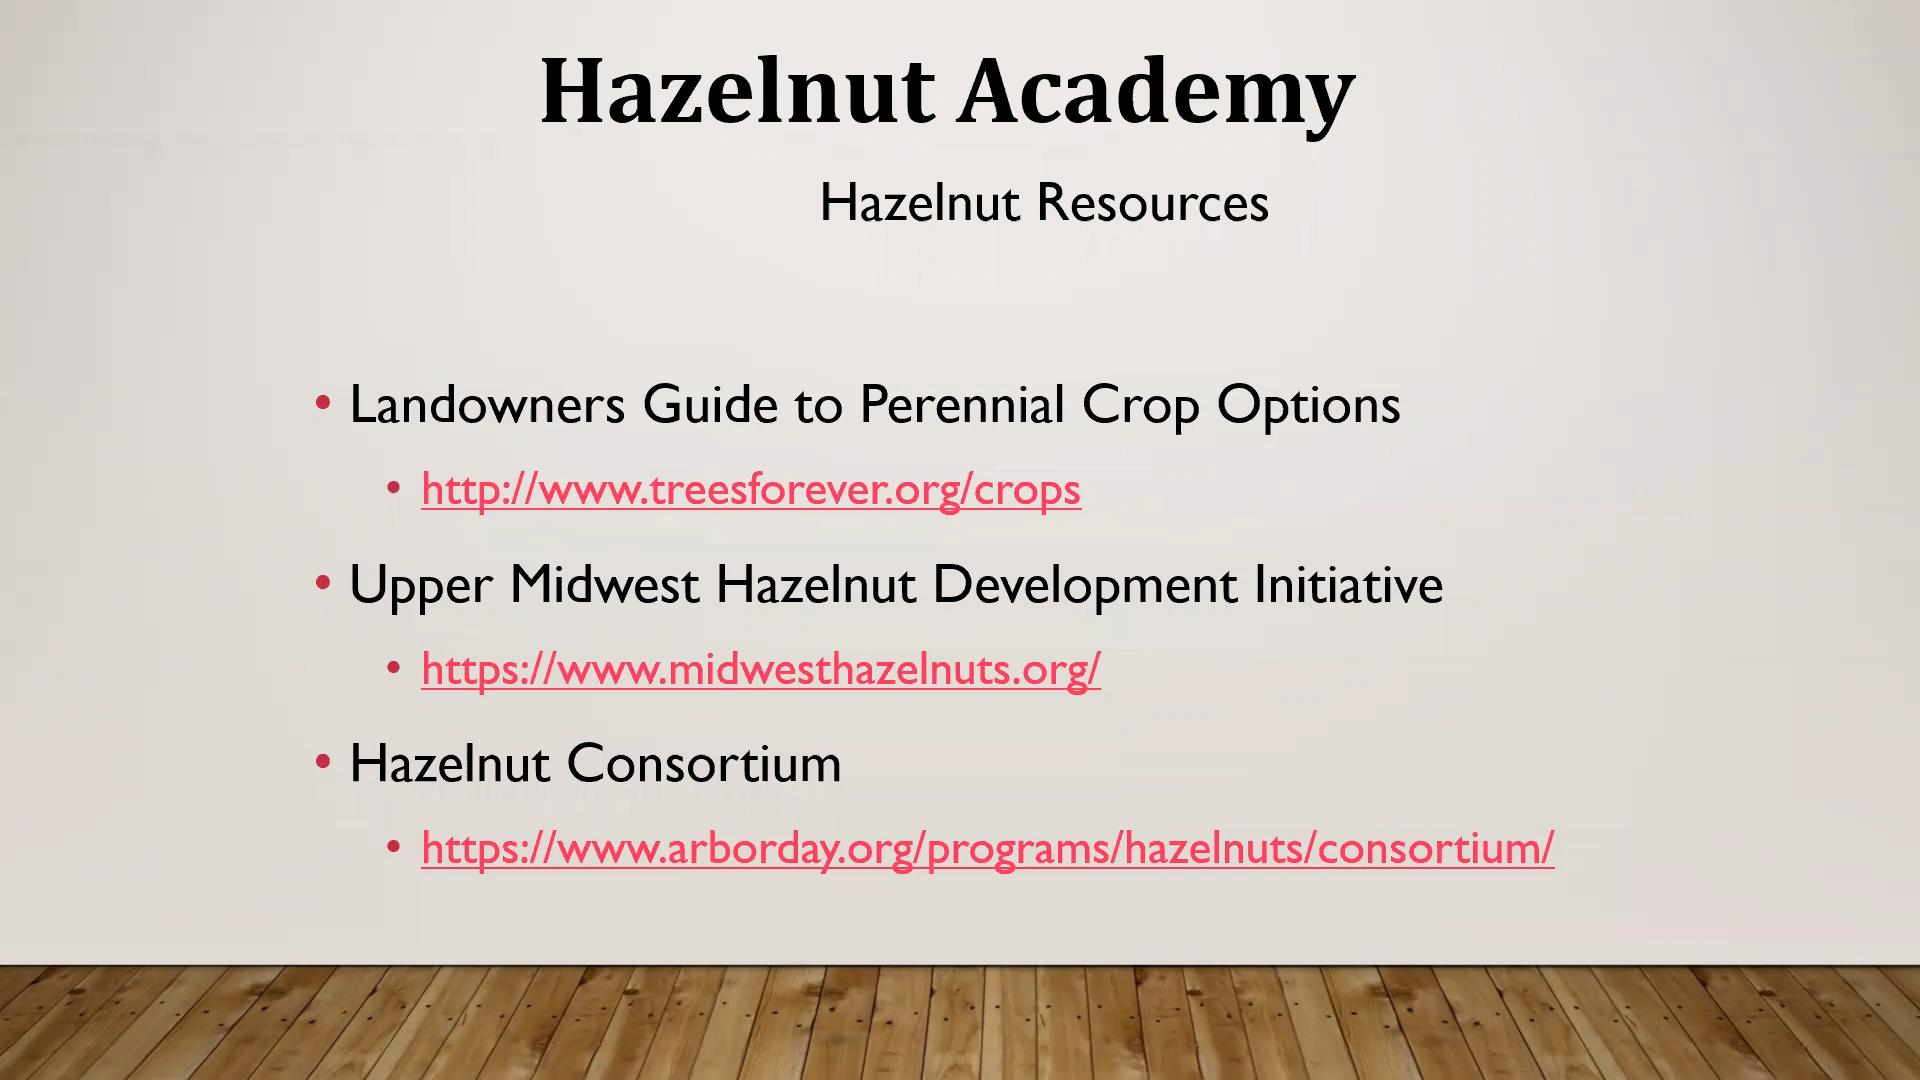 Hazelnut Academy
Hazelnut Resources
• Landowners Guide to Perennial Crop Options
• http://www.treesforever.org/crops
• Upper Midwest Hazelnut Development Initiative
• https://www.midwesthazelnuts.org/
• Hazelnut Consortium
• https://www.arborday.org/programs/hazelnuts/consortium/